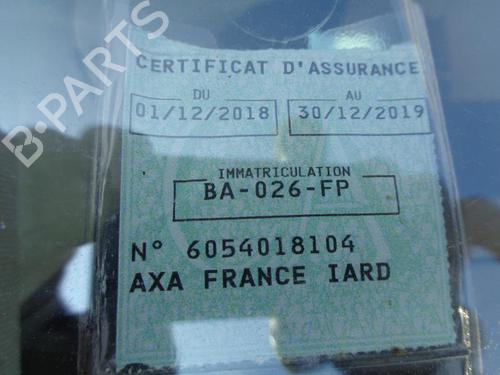 CERTIFICAT D'ASSURANCE
DU AU
01/12/2018 30/12/2019
IMMATRICULATION
BA-026-FP
N° 6054018104
AXA FRANCE IARD
B-PARTS